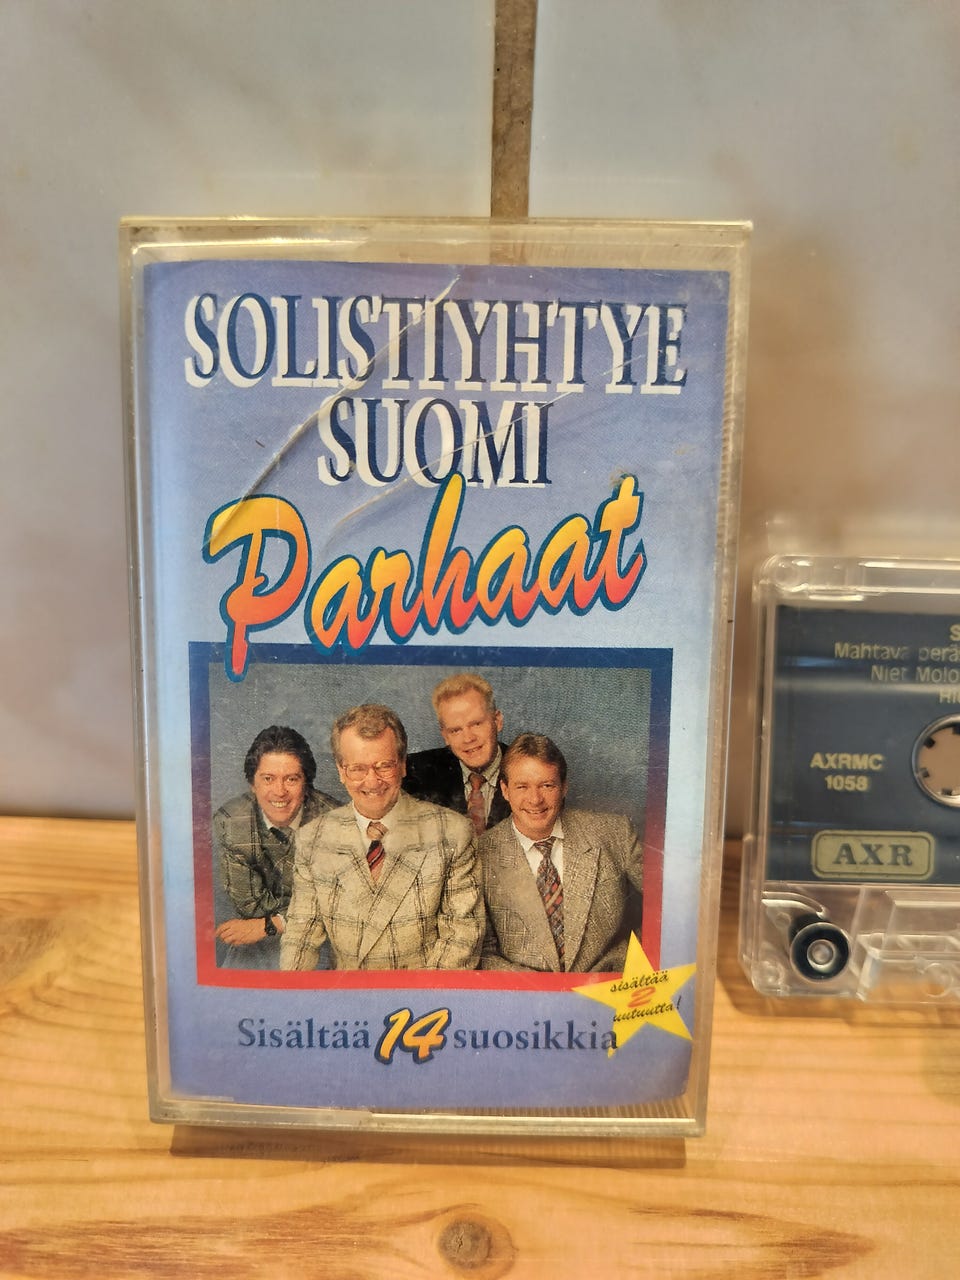 SOLISTIYHTYE
SUOMI
Parhaat
sisältää
2
uutuutta!
Sisältää 14 suosikkia
S
Mahtava perä
Niet Molo
AXRMC
1058
AXR